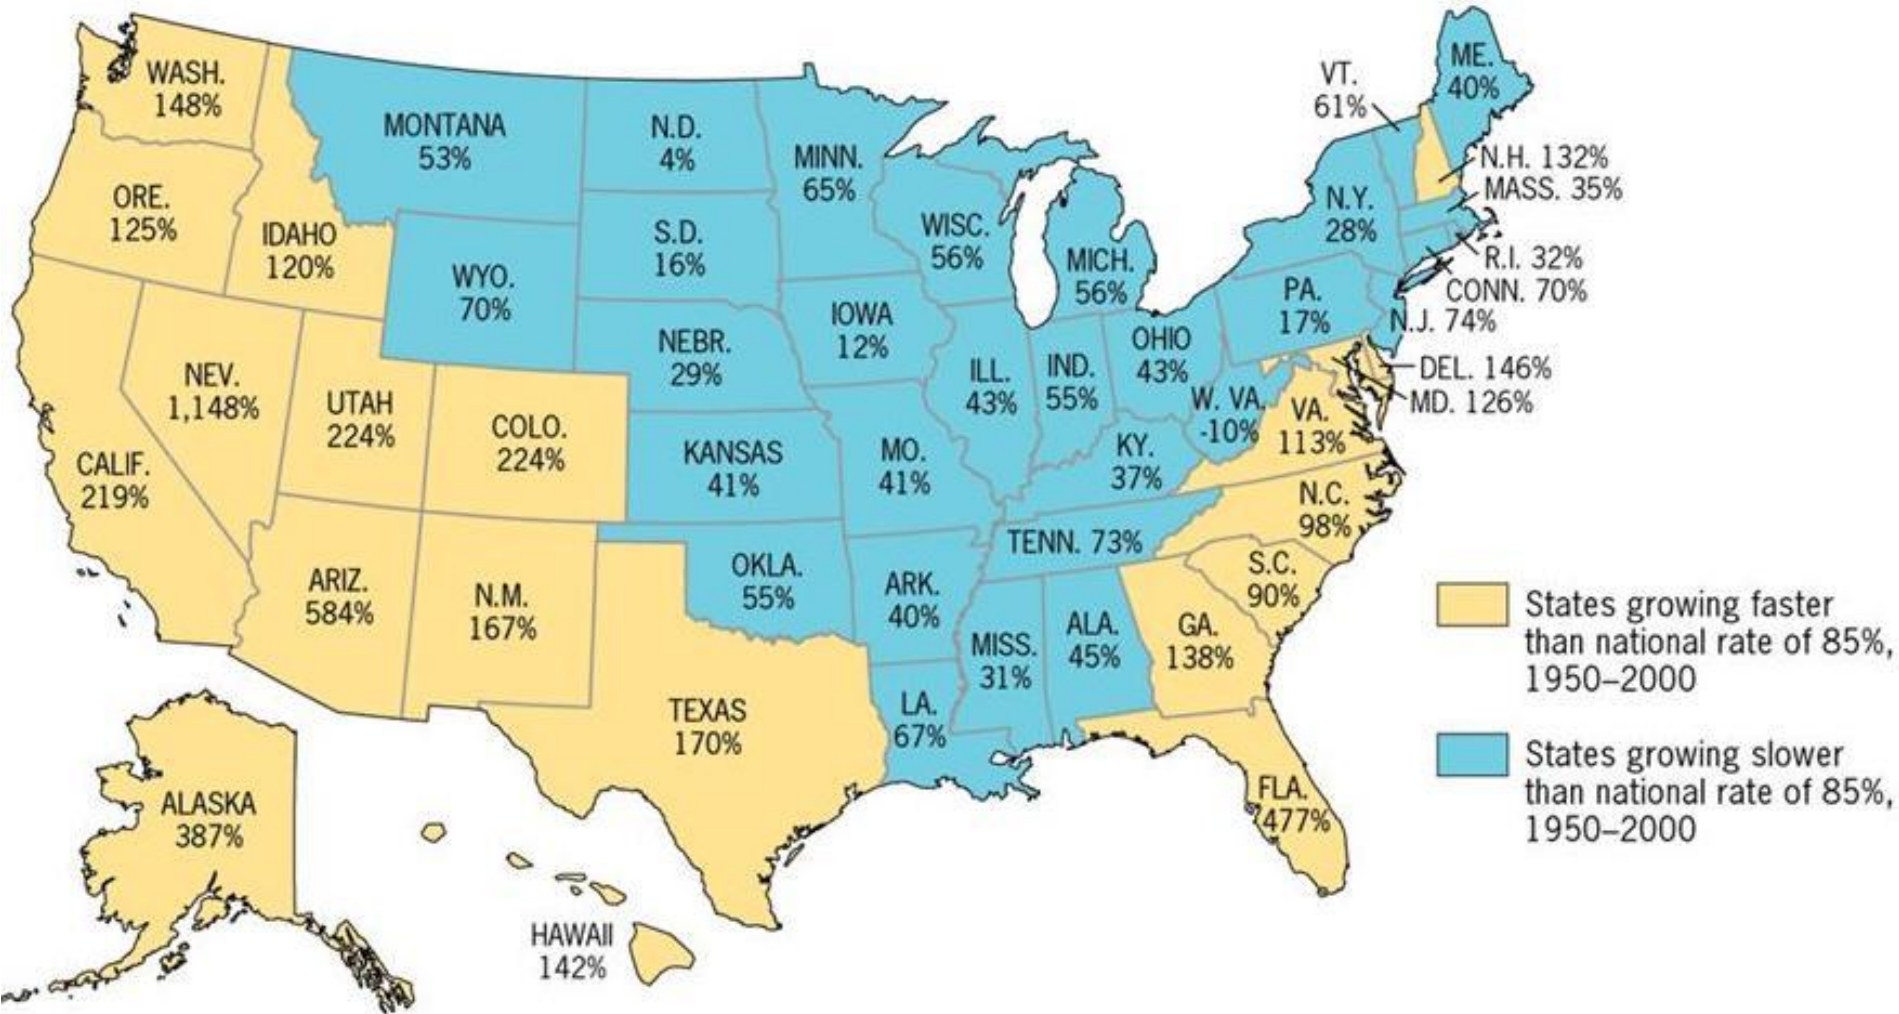 WASH.
148%
ORE.
125%
IDAHO
120%
MONTANA
53%
WYO.
70%
N.D.
4%
S.D.
16%
NEBR.
29%
KANSAS
41%
OKLA.
55%
MINN.
65%
IOWA
12%
MO.
41%
ARK.
40%
LA.
67%
WISC.
56%
ILL.
43%
MICH.
56%
IND.
55%
OHIO
43%
KY.
37%
TENN. 73%
MISS.
31%
ALA.
45%
W. VA.
-10%
PA.
17%
N.Y.
28%
VT.
61%
ME.
40%
N.H. 132%
MASS. 35%
R.I. 32%
CONN. 70%
N.J. 74%
DEL. 146%
MD. 126%
VA.
113%
N.C.
98%
S.C.
90%
GA.
138%
FLA.
477%
CALIF.
219%
NEV.
1,148%
UTAH
224%
COLO.
224%
ARIZ.
584%
N.M.
167%
TEXAS
170%
ALASKA
387%
HAWAII
142%
States growing faster
than national rate of 85%,
1950–2000
States growing slower
than national rate of 85%,
1950–2000